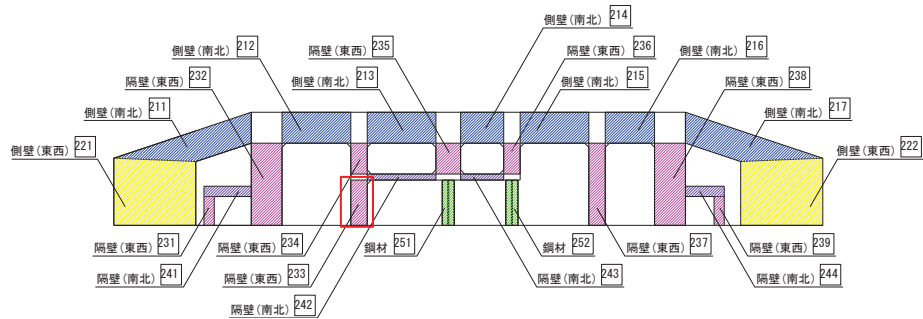 側壁(南北) 214
側壁(南北) 212
隔壁(東西) 235
隔壁(東西) 236
側壁(南北) 216
隔壁(東西) 232
側壁(南北) 213
側壁(南北) 215
隔壁(東西) 238
側壁(南北) 211
側壁(南北) 217
側壁(東西) 221
側壁(東西) 222
隔壁(東西) 231
隔壁(東西) 234
鋼材 251
鋼材 252
隔壁(東西) 237
隔壁(東西) 239
隔壁(南北) 241
隔壁(東西) 233
隔壁(南北) 243
隔壁(南北) 244
隔壁(南北) 242